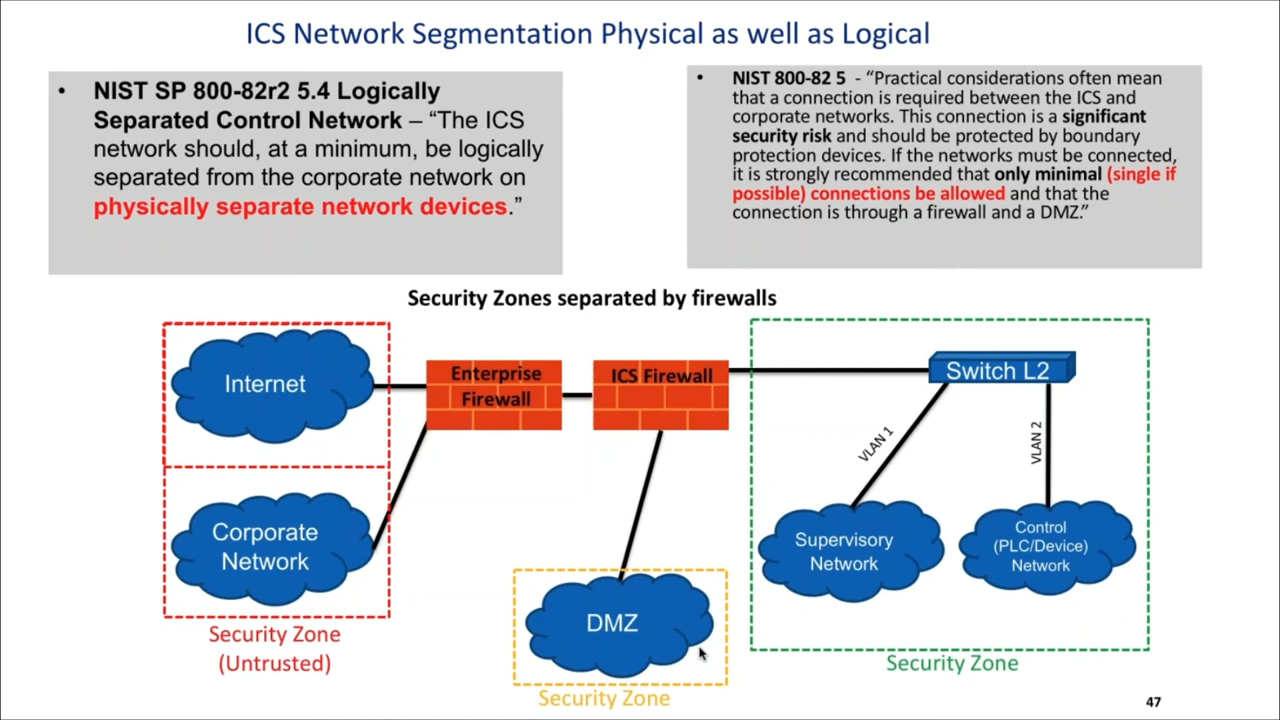 ICS Network Segmentation Physical as well as Logical
• NIST SP 800-82r2 5.4 Logically
Separated Control Network – “The ICS
network should, at a minimum, be logically
separated from the corporate network on
physically separate network devices.”
• NIST 800-82 5 - “Practical considerations often mean
that a connection is required between the ICS and
corporate networks. This connection is a significant
security risk and should be protected by boundary
protection devices. If the networks must be connected,
it is strongly recommended that only minimal (single if
possible) connections be allowed and that the
connection is through a firewall and a DMZ.”
Security Zones separated by firewalls
Internet
Corporate
Network
Security Zone
(Untrusted)
Enterprise
Firewall
ICS Firewall
DMZ
Security Zone
Switch L2
VLAN 1
VLAN 2
Supervisory
Network
Control
(PLC/Device)
Network
Security Zone
47